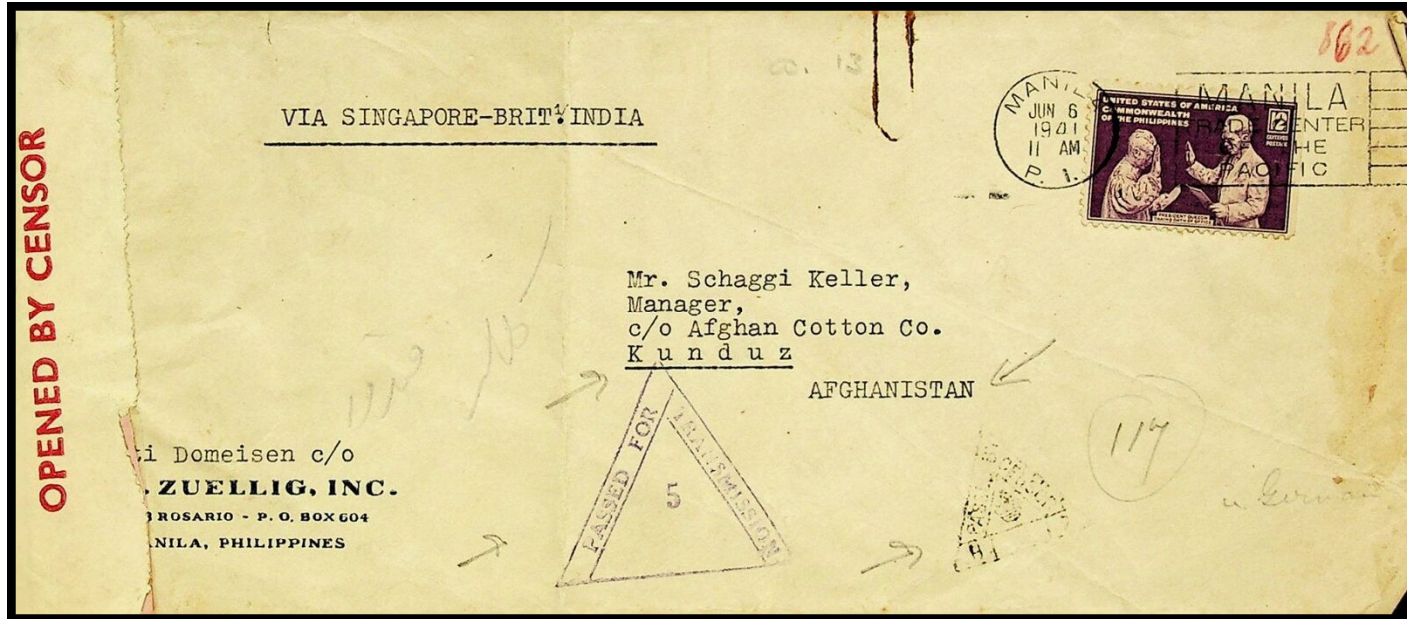 862
OPENED BY CENSOR
VIA SINGAPORE-BRIT. INDIA
MANILA
JUN 6
1941
11 AM
P. I.
UNITED STATES OF AMERICA
COMMONWEALTH
OF THE PHILIPPINES
MANILA
TRADE CENTER
OF THE
PACIFIC
Mr. Schaggi Keller,
Manager,
c/o Afghan Cotton Co.
Kunduz
AFGHANISTAN
PASSED FOR TRANSMISSION
5
117
ti Domeisen c/o
. ZUELLIG, INC.
ROSARIO - P. O. BOX 604
NILA, PHILIPPINES